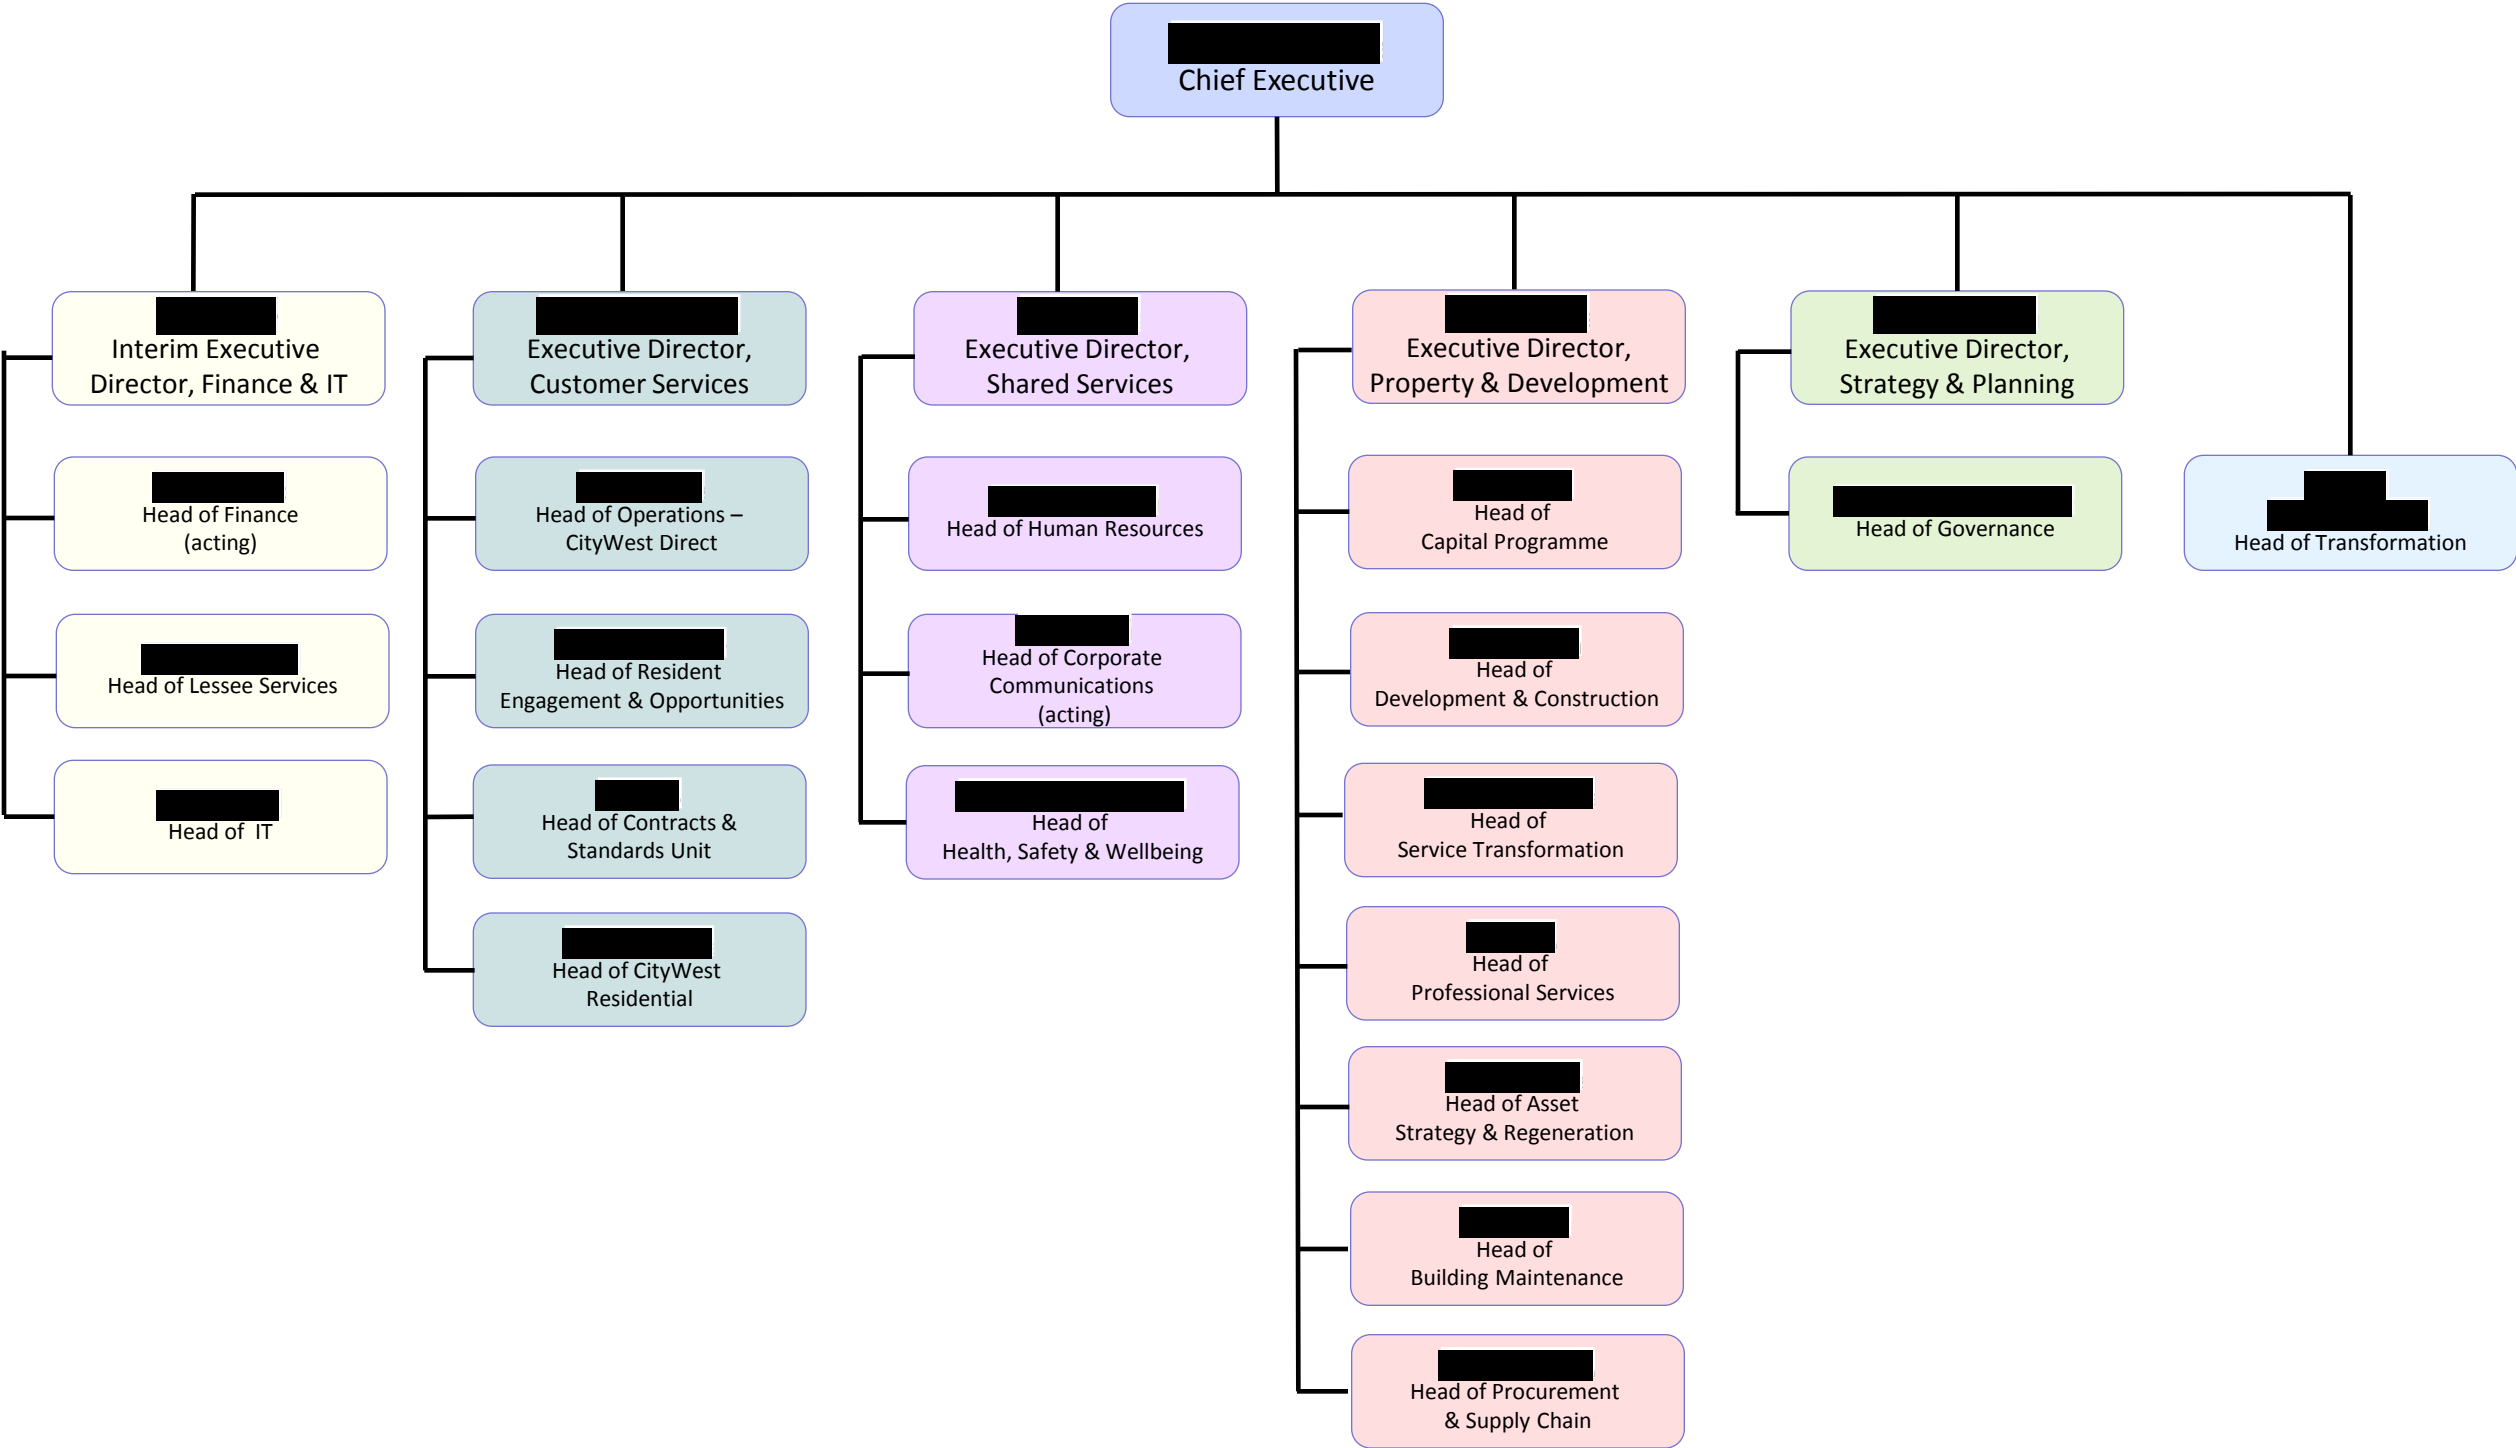 Chief Executive
Interim Executive
Director, Finance & IT
Executive Director,
Customer Services
Executive Director,
Shared Services
Executive Director,
Property & Development
Executive Director,
Strategy & Planning
Head of Finance
(acting)
Head of Operations –
CityWest Direct
Head of Human Resources
Head of
Capital Programme
Head of Governance
Head of Transformation
Head of Lessee Services
Head of Resident
Engagement & Opportunities
Head of Corporate
Communications
(acting)
Head of
Development & Construction
Head of IT
Head of Contracts &
Standards Unit
Head of
Health, Safety & Wellbeing
Head of
Service Transformation
Head of CityWest
Residential
Head of
Professional Services
Head of Asset
Strategy & Regeneration
Head of
Building Maintenance
Head of Procurement
& Supply Chain